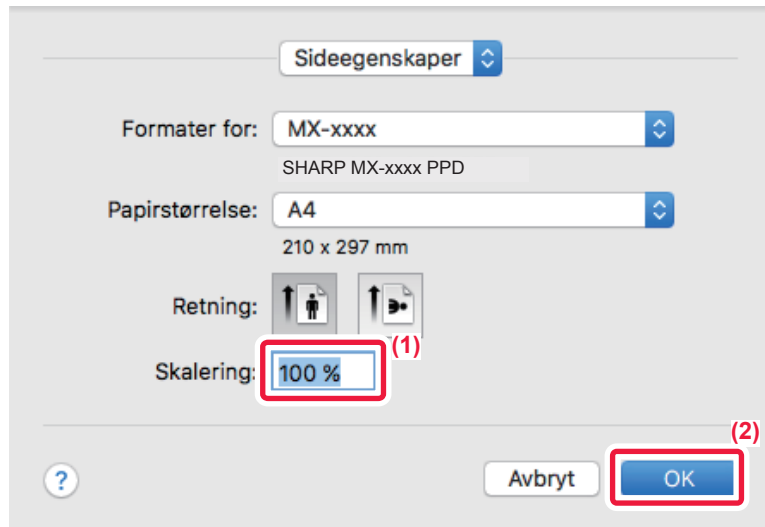 Sideegenskaper
Formater for: MX-xxxx
SHARP MX-xxxx PPD
Papirstørrelse: A4
210 x 297 mm
Retning:
(1)
Skalering: 100 %
(2)
? Avbryt OK